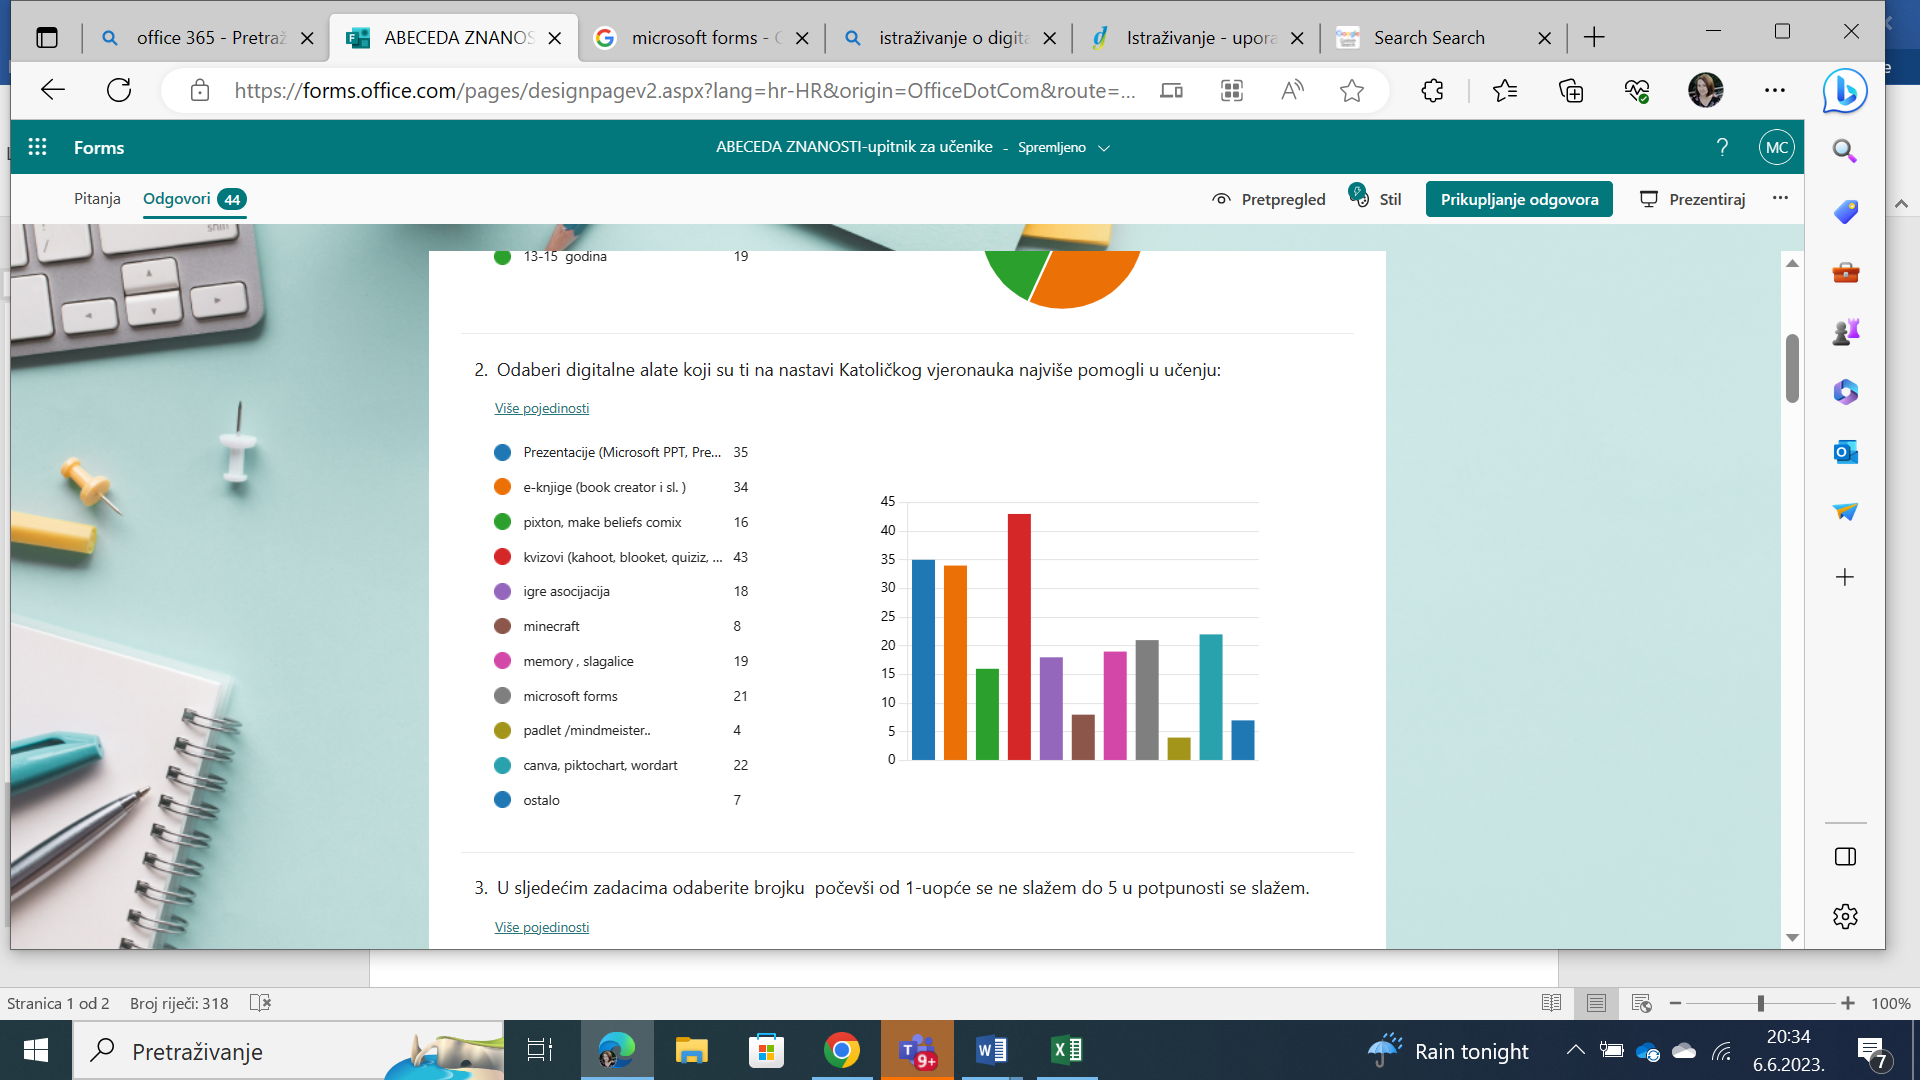 office 365 - Pretraž
ABECEDA ZNANOS
microsoft forms -
istraživanje o digita
Istraživanje - upora
Search Search
https://forms.office.com/pages/designpagev2.aspx?lang=hr-HR&origin=OfficeDotCom&route=...
Forms
ABECEDA ZNANOSTI-upitnik za učenike - Spremljeno
? MC
Pitanja
Odgovori 44
Pretpregled
Stil
Prikupljanje odgovora
Prezentiraj
13-15 godina 19
2. Odaberi digitalne alate koji su ti na nastavi Katoličkog vjeronauka najviše pomogli u učenju:
Više pojedinosti
Prezentacije (Microsoft PPT, Pre... 35
e-knjige (book creator i sl. ) 34
pixton, make beliefs comix 16
kvizovi (kahoot, blooket, quiziz, ... 43
igre asocijacija 18
minecraft 8
memory , slagalice 19
microsoft forms 21
padlet /mindmeister.. 4
canva, piktochart, wordart 22
ostalo 7
45
40
35
30
25
20
15
10
5
0
3. U sljedećim zadacima odaberite brojku  počevši od 1-uopće se ne slažem do 5 u potpunosti se slažem.
Više pojedinosti
Stranica 1 od 2
Broj riječi: 318
100%
Pretraživanje
9+
Rain tonight
20:34
6.6.2023.
7